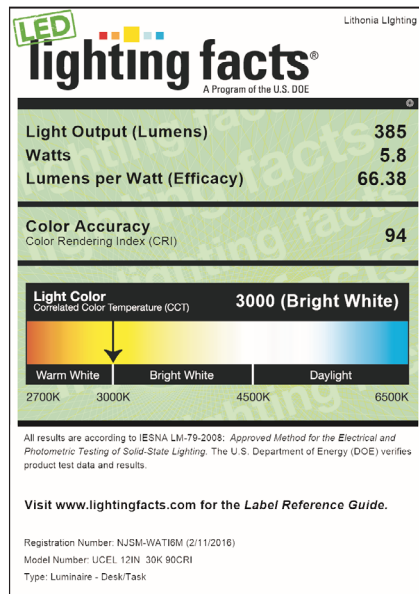 Lithonia LIghting
LED
lighting facts®
A Program of the U.S. DOE
Light Output (Lumens) 385
Watts 5.8
Lumens per Watt (Efficacy) 66.38
Color Accuracy
Color Rendering Index (CRI) 94
Light Color
Correlated Color Temperature (CCT) 3000 (Bright White)
Warm White Bright White Daylight
2700K 3000K 4500K 6500K
All results are according to IESNA LM-79-2008: Approved Method for the Electrical and
Photometric Testing of Solid-State Lighting. The U.S. Department of Energy (DOE) verifies
product test data and results.
Visit www.lightingfacts.com for the Label Reference Guide.
Registration Number: NJSM-WATI6M (2/11/2016)
Model Number: UCEL 12IN 30K 90CRI
Type: Luminaire - Desk/Task